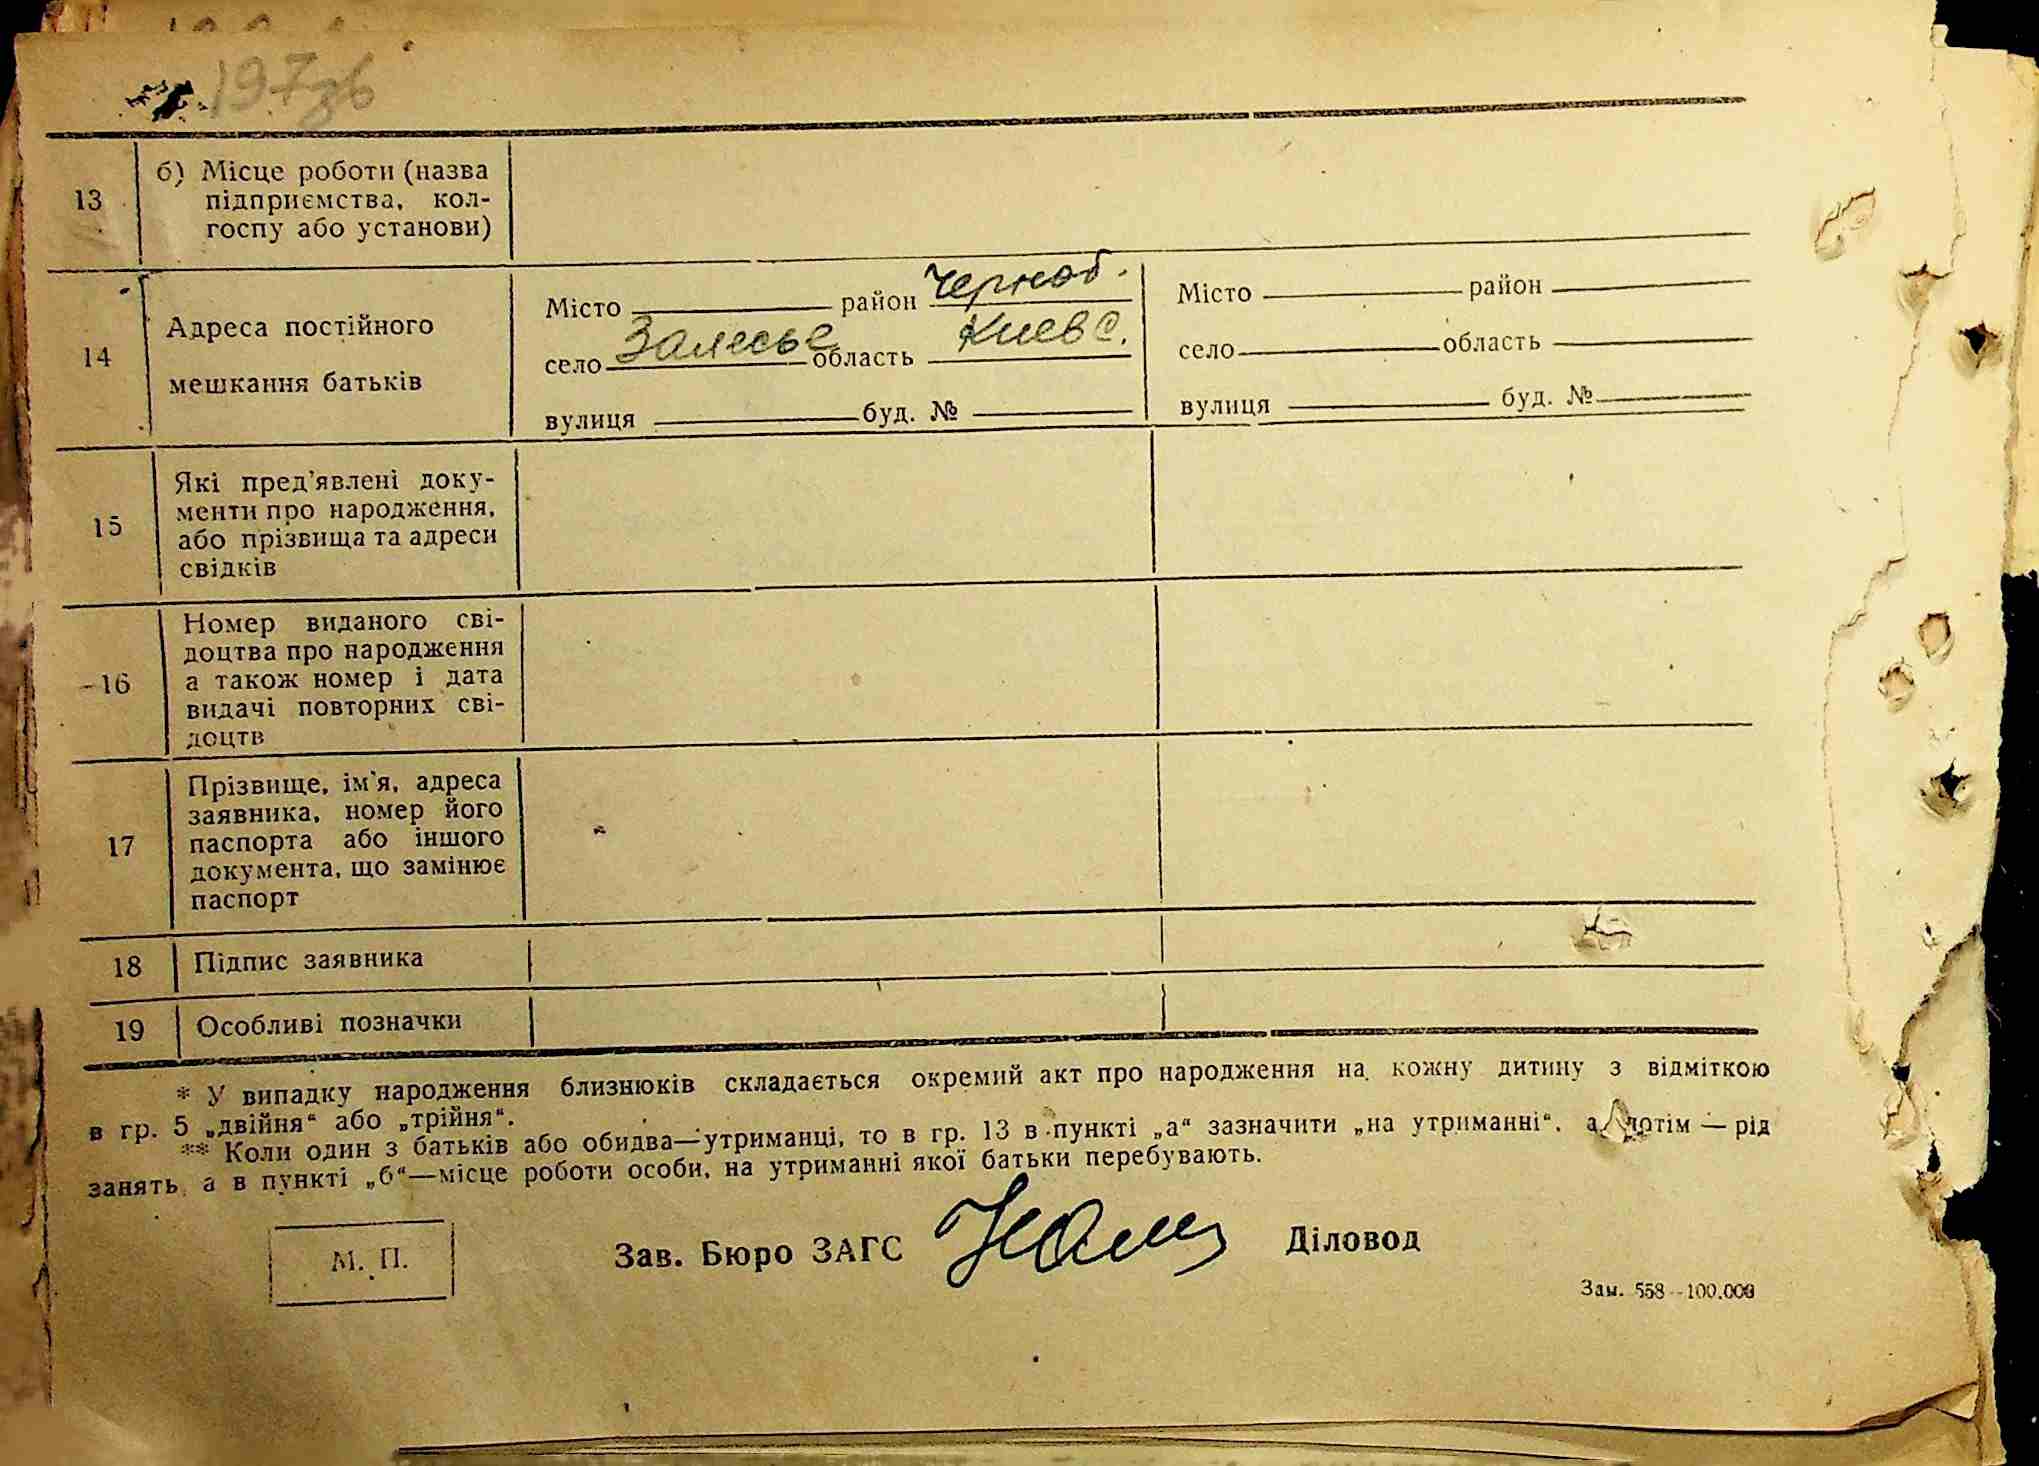 197зв
13
б) Місце роботи (назва
підприємства, кол-
госпу або установи)
14
Адреса постійного
мешкання батьків
Місто район Черноб.
село Залесье область Киевс.
вулиця буд. №
Місто район
село область
вулиця буд. №
15
Які пред'явлені доку-
менти про народження,
або прізвища та адреси
свідків
16
Номер виданого сві-
доцтва про народження
а також номер і дата
видачі повторних сві-
доцтв
17
Прізвище, ім'я, адреса
заявника, номер його
паспорта або іншого
документа, що замінює
паспорт
18 Підпис заявника
19 Особливі позначки
* У випадку народження близнюків складається окремий акт про народження на кожну дитину з відміткою
в гр. 5 „двійня“ або „трійня“.
** Коли один з батьків або обидва—утриманці, то в гр. 13 в пункті „а“ зазначити „на утриманні“, а потім — рід
занять, а в пункті „б“—місце роботи особи, на утриманні якої батьки перебувають.
М. П.
Зав. Бюро ЗАГС
Діловод
Зам. 558--100.000